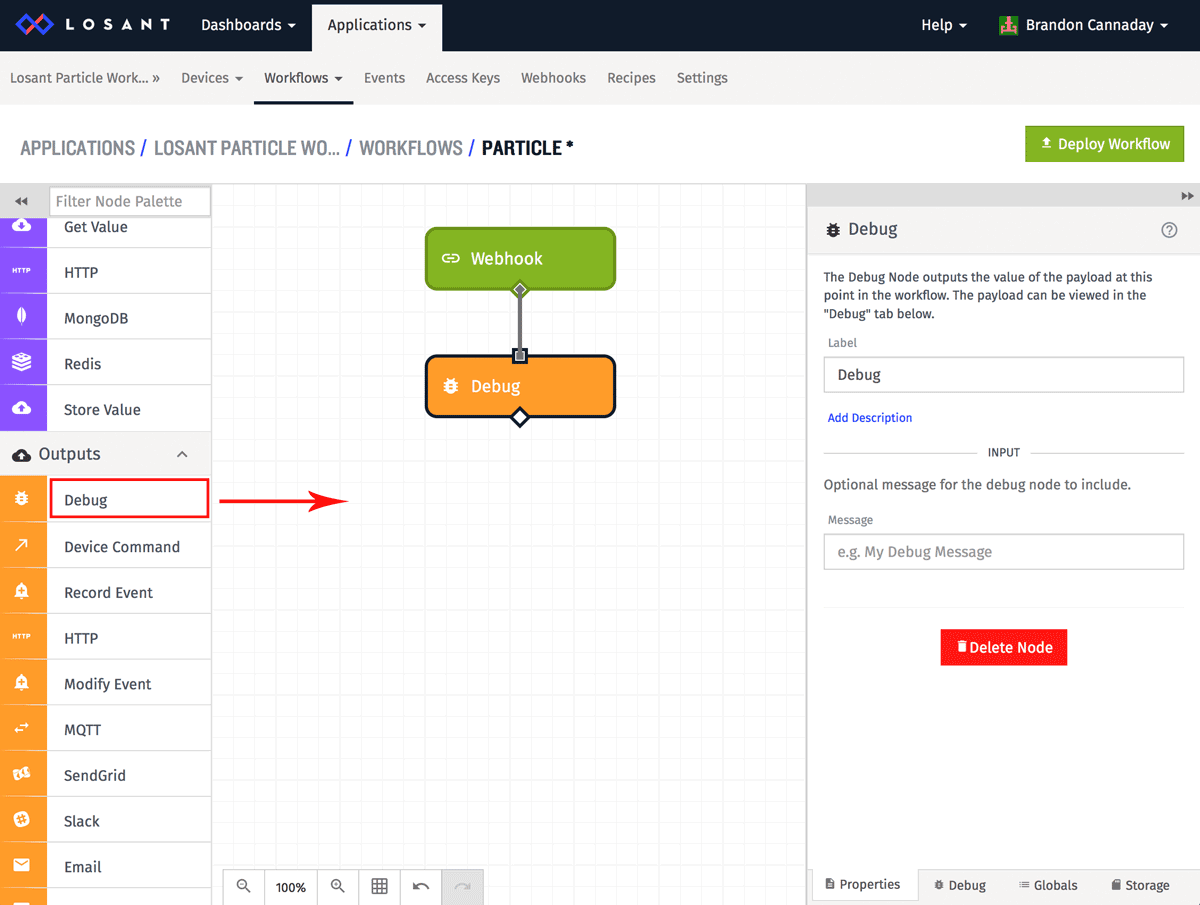 LOSANT Dashboards Applications Help Brandon Cannaday
Losant Particle Work... » Devices Workflows Events Access Keys Webhooks Recipes Settings
APPLICATIONS / LOSANT PARTICLE WO... / WORKFLOWS / PARTICLE *
Deploy Workflow
Filter Node Palette
Get Value
HTTP HTTP
MongoDB
Redis
Store Value
Outputs
Debug
Device Command
Record Event
HTTP HTTP
Modify Event
MQTT
SendGrid
Slack
Email
Webhook
Debug
100%
Debug
The Debug Node outputs the value of the payload at this
point in the workflow. The payload can be viewed in the
"Debug" tab below.
Label
Debug
Add Description
INPUT
Optional message for the debug node to include.
Message
e.g. My Debug Message
Delete Node
Properties Debug Globals Storage